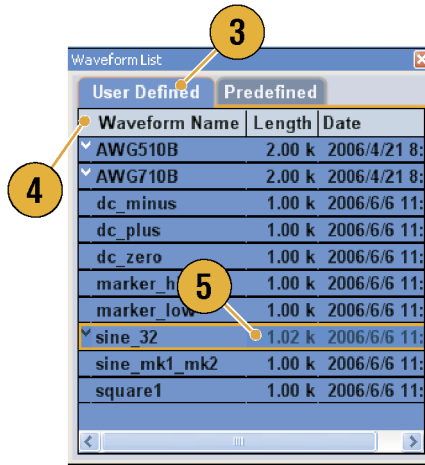 3
Waveform List
User Defined Predefined
Waveform Name Length Date
4
AWG510B 2.00 k 2006/4/21 8:
AWG710B 2.00 k 2006/4/21 8:
dc_minus 1.00 k 2006/6/6 11:
dc_plus 1.00 k 2006/6/6 11:
dc_zero 1.00 k 2006/6/6 11:
marker_h 1.00 k 2006/6/6 11:
5
marker_low 1.00 k 2006/6/6 11:
sine_32 1.02 k 2006/6/6 11:
sine_mk1_mk2 1.00 k 2006/6/6 11:
square1 1.00 k 2006/6/6 11: